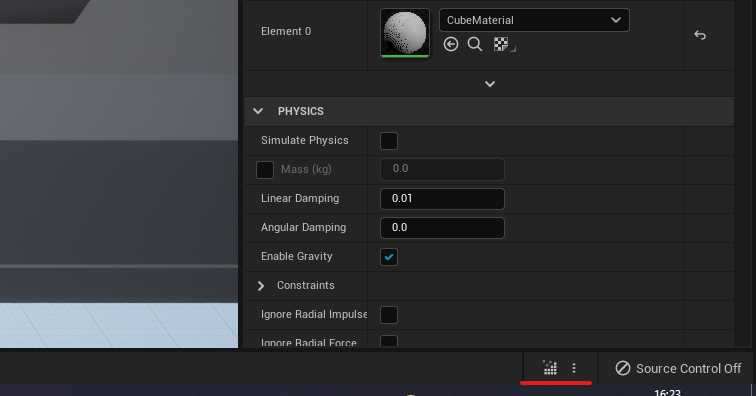 Element 0
CubeMaterial
PHYSICS
Simulate Physics
Mass (kg)
0.0
Linear Damping
0.01
Angular Damping
0.0
Enable Gravity
Constraints
Ignore Radial Impulse
Ignore Radial Force
Source Control Off
16:23